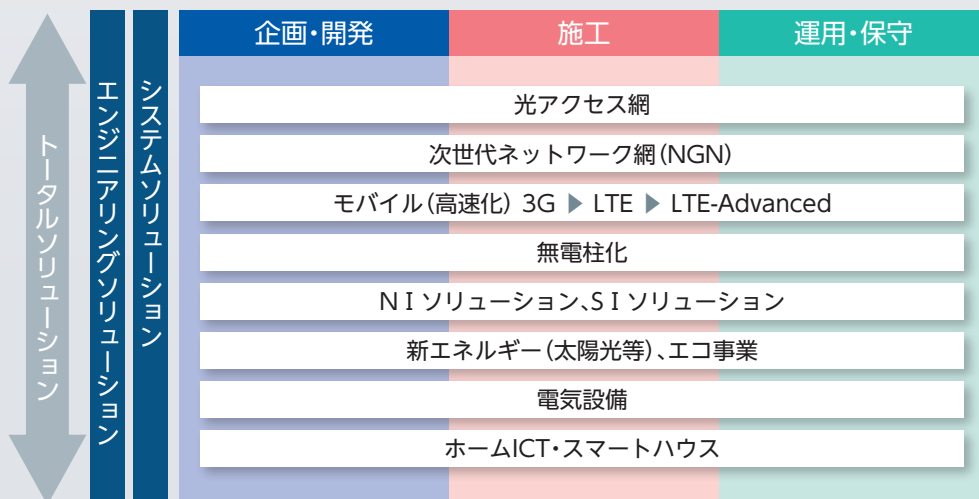 トータルソリューション
エンジニアリングソリューション
システムソリューション
企画・開発
施工
運用・保守
光アクセス網
次世代ネットワーク網(NGN)
モバイル(高速化) 3G ▶ LTE ▶ LTE-Advanced
無電柱化
NIソリューション、SIソリューション
新エネルギー(太陽光等)、エコ事業
電気設備
ホームICT・スマートハウス